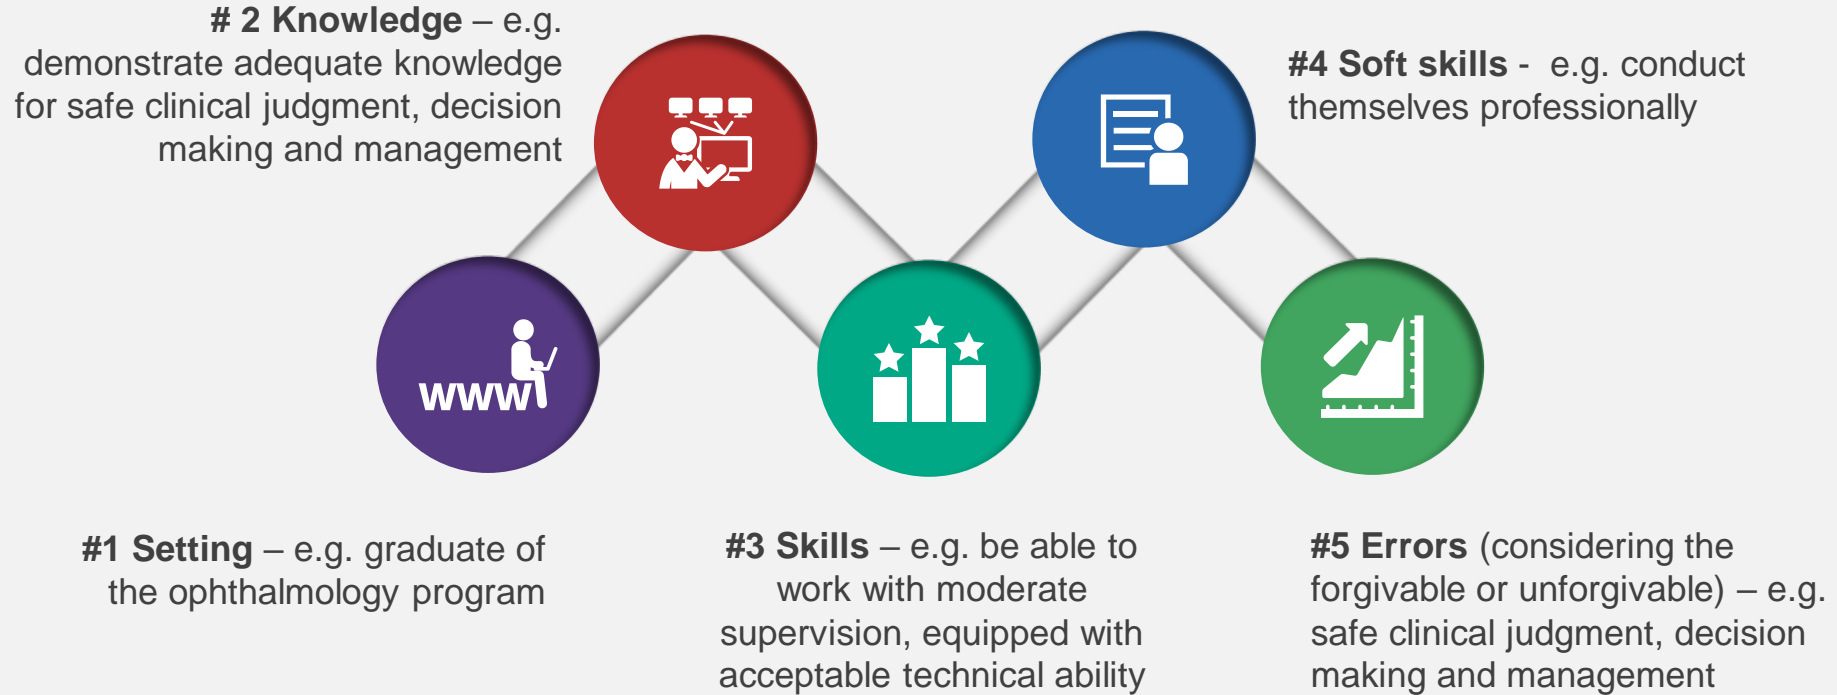 # 2 Knowledge – e.g.
demonstrate adequate knowledge
for safe clinical judgment, decision
making and management
#4 Soft skills -  e.g. conduct
themselves professionally
www
#1 Setting – e.g. graduate of
the ophthalmology program
#3 Skills – e.g. be able to
work with moderate
supervision, equipped with
acceptable technical ability
#5 Errors (considering the
forgivable or unforgivable) – e.g.
safe clinical judgment, decision
making and management